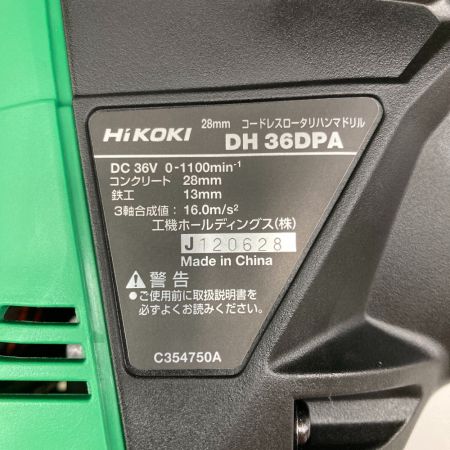 HiKOKI 28mm コードレスロータリハンマドリル
DH 36DPA
DC 36V 0-1100min⁻¹
コンクリート 28mm
鉄工 13mm
3軸合成値: 16.0m/s²
工機ホールディングス(株)
J120628
Made in China
⚠警告
●ご使用前に取扱説明書を
必ずよくお読みください。
C354750A